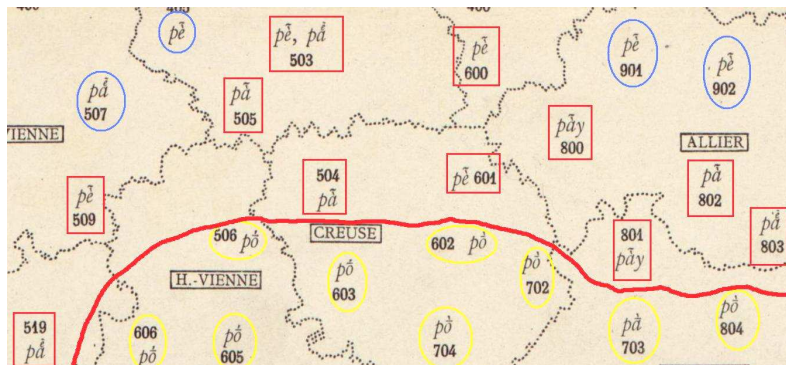 pẽ
pẽ, pã
503
pẽ
600
pẽ
901
pẽ
902
pã
507
pã
505
pãy
800
VIENNE
ALLIER
504
pã
pẽ 601
pã
802
pẽ
509
506 põ
CREUSE
602 põ
801
pãy
pã
803
H.-VIENNE
põ
603
põ
702
519
pã
606
põ
põ
605
põ
704
pã
703
põ
804